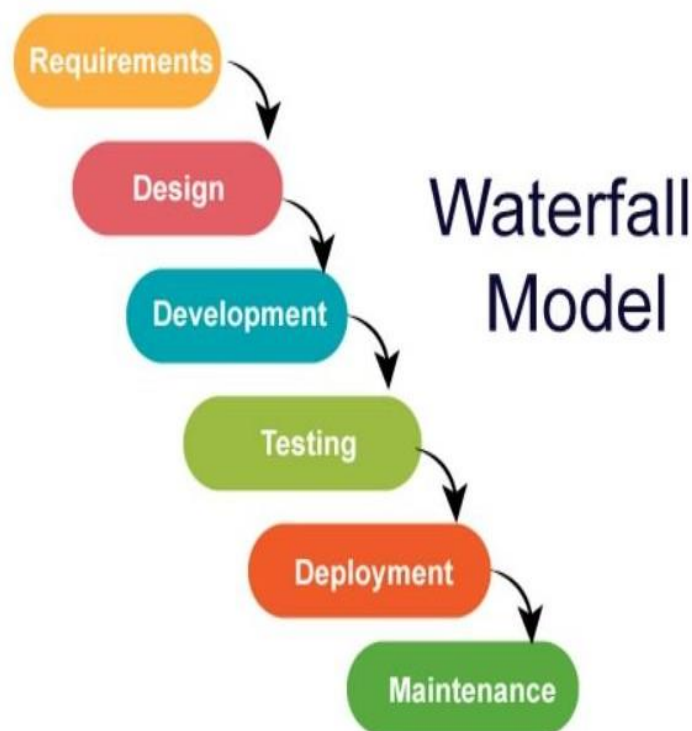 Requirements
Design
Waterfall
Model
Development
Testing
Deployment
Maintenance